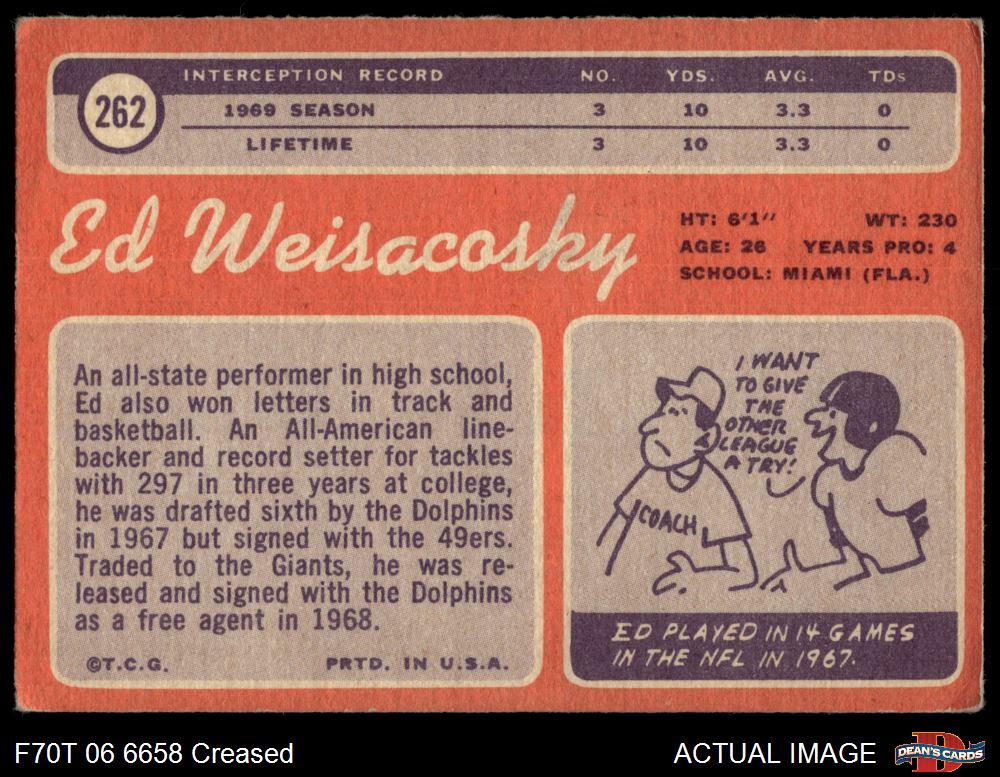 262
INTERCEPTION RECORD NO. YDS. AVG. TDs
1969 SEASON 3 10 3.3 0
LIFETIME 3 10 3.3 0
Ed Weisacosky
HT: 6'1" WT: 230
AGE: 26 YEARS PRO: 4
SCHOOL: MIAMI (FLA.)
An all-state performer in high school,
Ed also won letters in track and
basketball. An All-American line-
backer and record setter for tackles
with 297 in three years at college,
he was drafted sixth by the Dolphins
in 1967 but signed with the 49ers.
Traded to the Giants, he was re-
leased and signed with the Dolphins
as a free agent in 1968.
©T.C.G. PRTD. IN U.S.A.
I WANT
TO GIVE
THE
OTHER
LEAGUE
A TRY!
COACH
ED PLAYED IN 14 GAMES
IN THE NFL IN 1967.
F70T 06 6658 Creased
ACTUAL IMAGE
DEAN'S CARDS